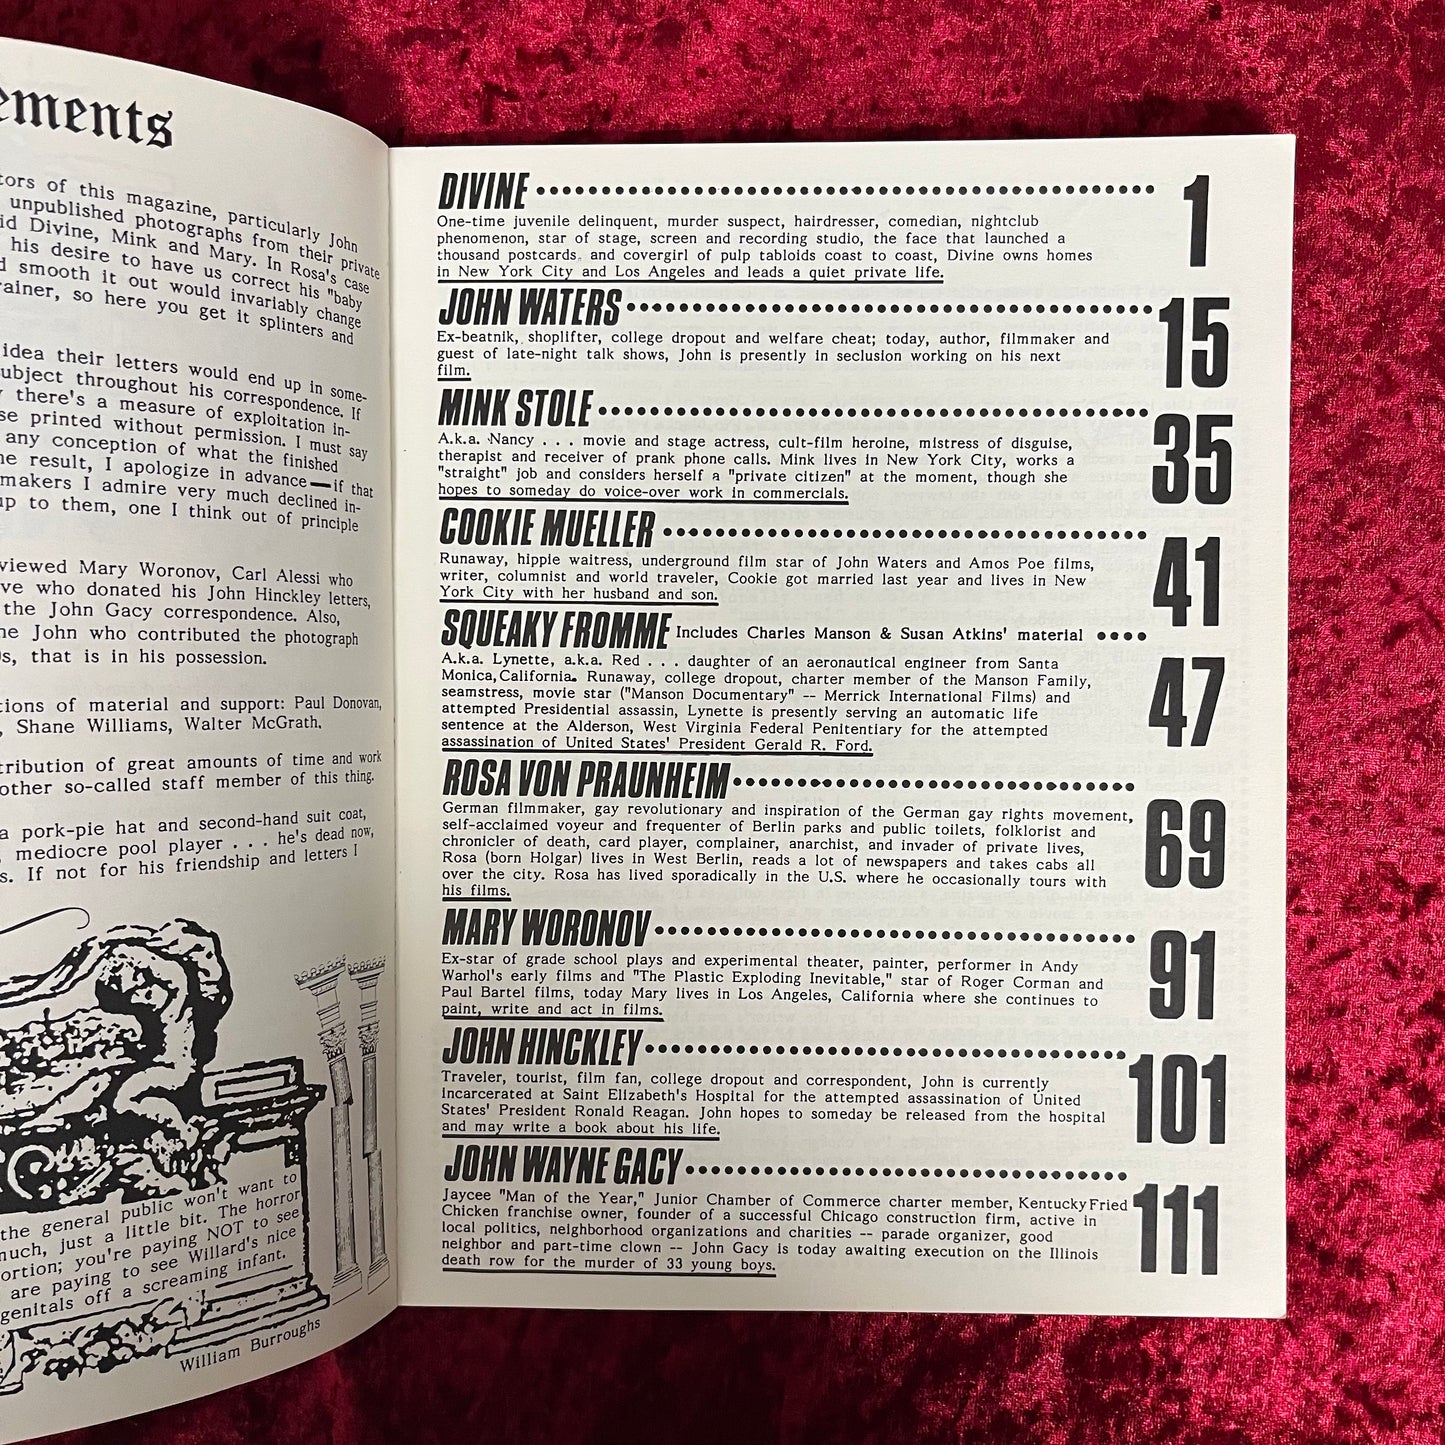 ements
tors of this magazine, particularly John
unpublished photographs from their private
id Divine, Mink and Mary. In Rosa's case
his desire to have us correct his "baby
d smooth it out would invariably change
rainer, so here you get it splinters and
idea their letters would end up in some-
subject throughout his correspondence. If
y there's a measure of exploitation in-
se printed without permission. I must say
any conception of what the finished
he result, I apologize in advance—if that
makers I admire very much declined in-
up to them, one I think out of principle
viewed Mary Woronov, Carl Alessi who
ve who donated his John Hinckley letters,
the John Gacy correspondence. Also,
ne John who contributed the photograph
0s, that is in his possession.
tions of material and support: Paul Donovan,
, Shane Williams, Walter McGrath.
tribution of great amounts of time and work
other so-called staff member of this thing.
a pork-pie hat and second-hand suit coat,
, mediocre pool player . . . he's dead now,
s. If not for his friendship and letters I
the general public won't want to
much, just a little bit. The horror
ortion; you're paying NOT to see
are paying to see Willard's nice
genitals off a screaming infant.
William Burroughs
DIVINE 1
One-time juvenile delinquent, murder suspect, hairdresser, comedian, nightclub
phenomenon, star of stage, screen and recording studio, the face that launched a
thousand postcards, and covergirl of pulp tabloids coast to coast, Divine owns homes
in New York City and Los Angeles and leads a quiet private life.
JOHN WATERS 15
Ex-beatnik, shoplifter, college dropout and welfare cheat; today, author, filmmaker and
guest of late-night talk shows, John is presently in seclusion working on his next
film.
MINK STOLE 35
A.k.a. Nancy . . . movie and stage actress, cult-film heroine, mistress of disguise,
therapist and receiver of prank phone calls. Mink lives in New York City, works a
"straight" job and considers herself a "private citizen" at the moment, though she
hopes to someday do voice-over work in commercials.
COOKIE MUELLER 41
Runaway, hippie waitress, underground film star of John Waters and Amos Poe films,
writer, columnist and world traveler, Cookie got married last year and lives in New
York City with her husband and son.
SQUEAKY FROMME Includes Charles Manson & Susan Atkins' material 47
A.k.a. Lynette, a.k.a. Red . . . daughter of an aeronautical engineer from Santa
Monica, California. Runaway, college dropout, charter member of the Manson Family,
seamstress, movie star ("Manson Documentary" -- Merrick International Films) and
attempted Presidential assassin, Lynette is presently serving an automatic life
sentence at the Alderson, West Virginia Federal Penitentiary for the attempted
assassination of United States' President Gerald R. Ford.
ROSA VON PRAUNHEIM 69
German filmmaker, gay revolutionary and inspiration of the German gay rights movement,
self-acclaimed voyeur and frequenter of Berlin parks and public toilets, folklorist and
chronicler of death, card player, complainer, anarchist, and invader of private lives,
Rosa (born Holgar) lives in West Berlin, reads a lot of newspapers and takes cabs all
over the city. Rosa has lived sporadically in the U.S. where he occasionally tours with
his films.
MARY WORONOV 91
Ex-star of grade school plays and experimental theater, painter, performer in Andy
Warhol's early films and "The Plastic Exploding Inevitable," star of Roger Corman and
Paul Bartel films, today Mary lives in Los Angeles, California where she continues to
paint, write and act in films.
JOHN HINCKLEY 101
Traveler, tourist, film fan, college dropout and correspondent, John is currently
incarcerated at Saint Elizabeth's Hospital for the attempted assassination of United
States' President Ronald Reagan. John hopes to someday be released from the hospital
and may write a book about his life.
JOHN WAYNE GACY 111
Jaycee "Man of the Year," Junior Chamber of Commerce charter member, Kentucky Fried
Chicken franchise owner, founder of a successful Chicago construction firm, active in
local politics, neighborhood organizations and charities -- parade organizer, good
neighbor and part-time clown -- John Gacy is today awaiting execution on the Illinois
death row for the murder of 33 young boys.